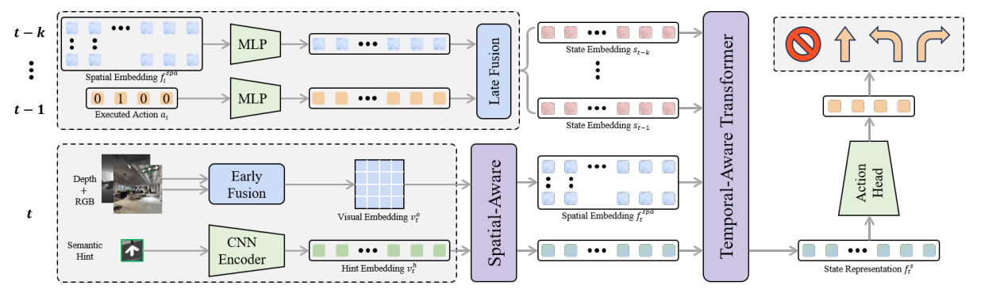 t − k
t − 1
t
Spatial Embedding f_i^{spa}
MLP
0 1 0 0
Executed Action a_i
MLP
Late Fusion
State Embedding s_{t−k}
State Embedding s_{t−1}
Depth
+
RGB
Early
Fusion
Visual Embedding v_t^o
Semantic
Hint
CNN
Encoder
Hint Embedding v_t^h
Spatial-Aware
Spatial Embedding f_t^{spa}
Temporal-Aware Transformer
Action
Head
State Representation f_t^s